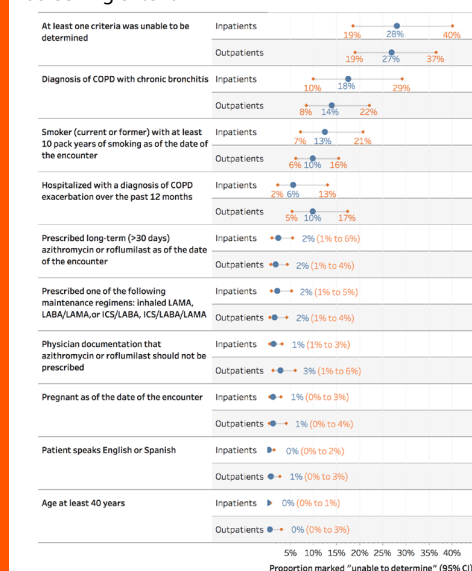 At least one criteria was unable to be
determined
Inpatients
19% 28% 40%
Outpatients
19% 27% 37%
Diagnosis of COPD with chronic bronchitis
Inpatients
10% 18% 29%
Outpatients
8% 14% 22%
Smoker (current or former) with at least
10 pack years of smoking as of the date of
the encounter
Inpatients
7% 13% 21%
Outpatients
6% 10% 16%
Hospitalized with a diagnosis of COPD
exacerbation over the past 12 months
Inpatients
2% 6% 13%
Outpatients
5% 10% 17%
Prescribed long-term (>30 days)
azithromycin or roflumilast as of the date
of the encounter
Inpatients 2% (1% to 6%)
Outpatients 2% (1% to 4%)
Prescribed one of the following
maintenance regimens: inhaled LAMA,
LABA/LAMA,or ICS/LABA, ICS/LABA/LAMA
Inpatients 2% (1% to 5%)
Outpatients 2% (1% to 4%)
Physician documentation that
azithromycin or roflumilast should not be
prescribed
Inpatients 1% (1% to 3%)
Outpatients 3% (1% to 6%)
Pregnant as of the date of the encounter
Inpatients 1% (0% to 3%)
Outpatients 1% (0% to 4%)
Patient speaks English or Spanish
Inpatients 0% (0% to 2%)
Outpatients 1% (0% to 3%)
Age at least 40 years
Inpatients 0% (0% to 1%)
Outpatients 0% (0% to 3%)
5% 10% 15% 20% 25% 30% 35% 40%
Proportion marked "unable to determine" (95% CI)